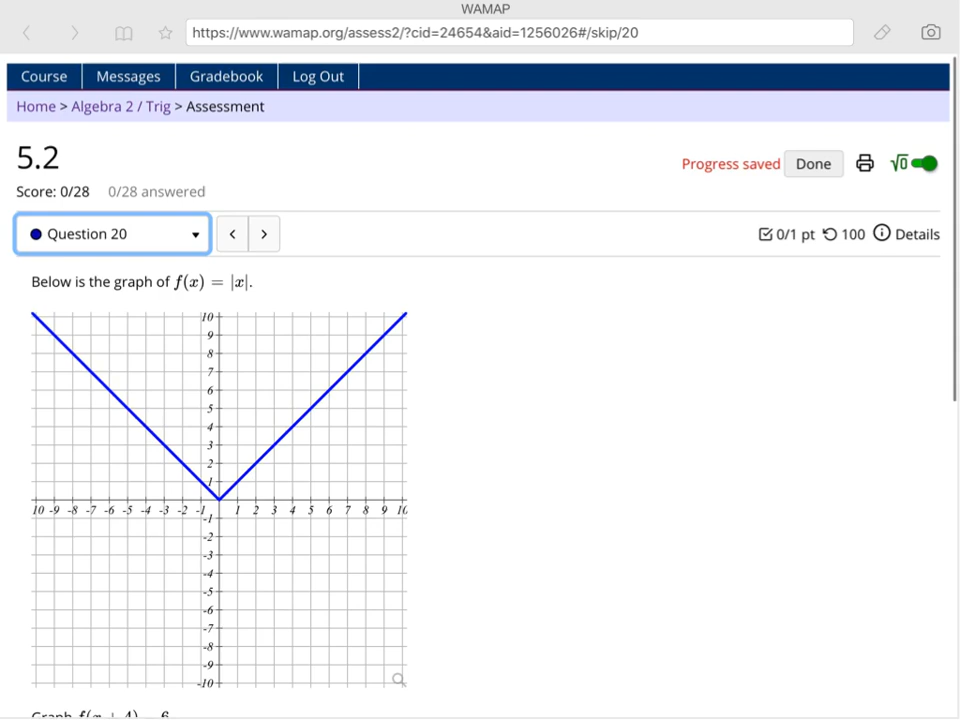 WAMAP
https://www.wamap.org/assess2/?cid=24654&aid=1256026#/skip/20
Course Messages Gradebook Log Out
Home > Algebra 2 / Trig > Assessment
5.2
Progress saved Done √0
Score: 0/28 0/28 answered
Question 20 < >
0/1 pt 100 Details
Below is the graph of f(x) = |x|.
10
9
8
7
6
5
4
3
2
1
10 -9 -8 -7 -6 -5 -4 -3 -2 -1 1 2 3 4 5 6 7 8 9 10
-1
-2
-3
-4
-5
-6
-7
-8
-9
-10
Graph f(x + 4) – 6